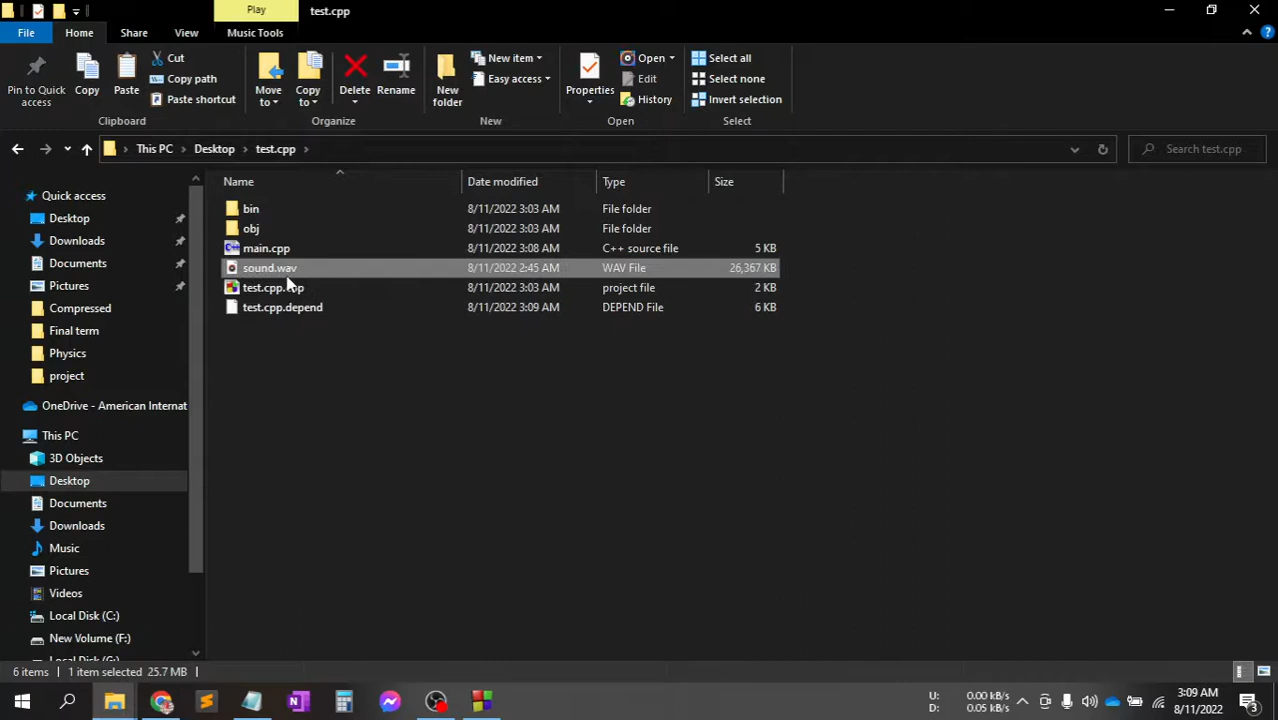 Play test.cpp
File Home Share View Music Tools
Pin to Quick access
Copy
Paste
Cut
Copy path
Paste shortcut
Clipboard
Move to
Copy to
Delete
Rename
Organize
New folder
New item
Easy access
New
Properties
Open
Edit
History
Open
Select all
Select none
Invert selection
Select
This PC Desktop test.cpp Search test.cpp
Name Date modified Type Size
bin 8/11/2022 3:03 AM File folder
obj 8/11/2022 3:03 AM File folder
main.cpp 8/11/2022 3:08 AM C++ source file 5 KB
sound.wav 8/11/2022 2:45 AM WAV File 26,367 KB
8/11/2022 3:03 AM project file 2 KB
test.cpp.depend 8/11/2022 3:09 AM DEPEND File 6 KB
Quick access
Desktop
Downloads
Documents
Pictures
Compressed
Final term
Physics
project
OneDrive - American Internat
This PC
3D Objects
Desktop
Documents
Downloads
Music
Pictures
Videos
Local Disk (C:)
New Volume (F:)
6 items 1 item selected 25.7 MB
U: 0.00 kB/s
D: 0.05 kB/s
3:09 AM
8/11/2022
3